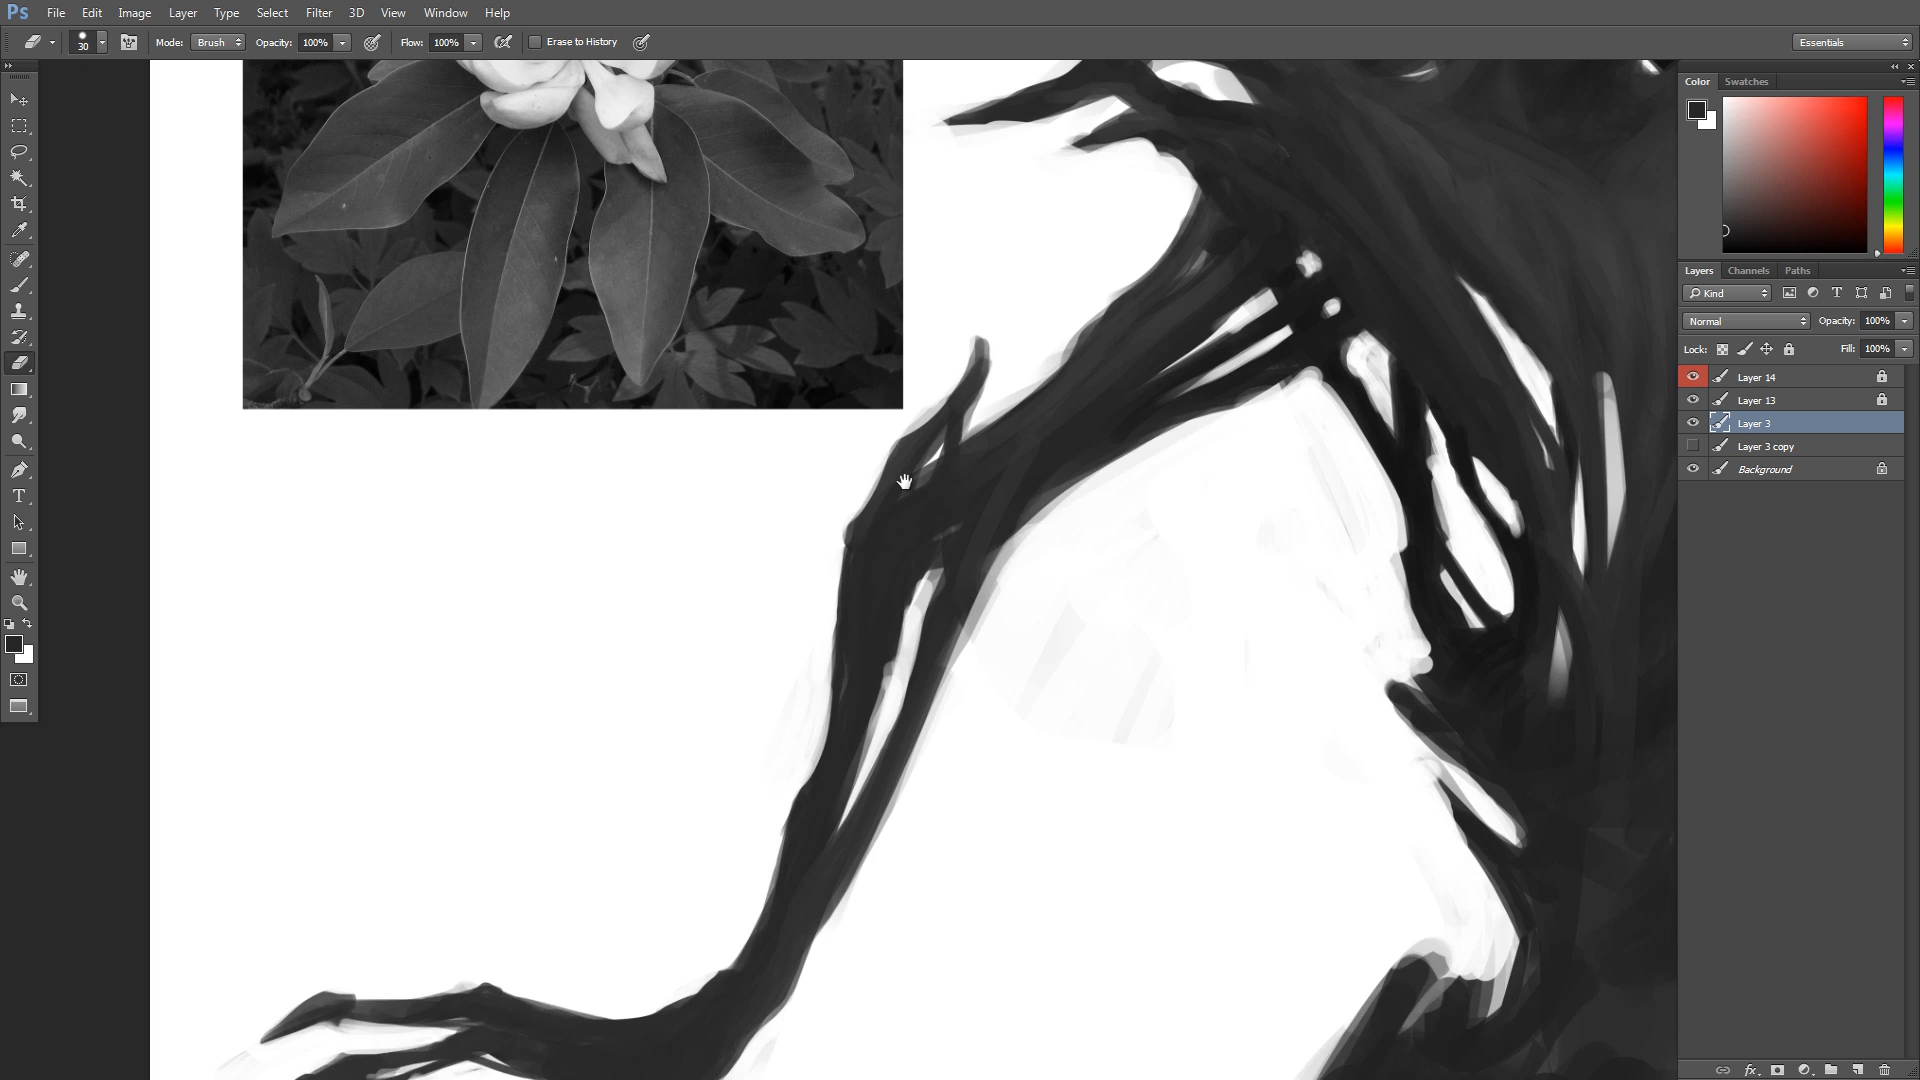 Ps File Edit Image Layer Type Select Filter 3D View Window Help
30 Mode: Brush Opacity: 100% Flow: 100% Erase to History Essentials
Color Swatches
Layers Channels Paths
Kind
Normal Opacity: 100%
Lock: Fill: 100%
Layer 14
Layer 13
Layer 3
Layer 3 copy
Background